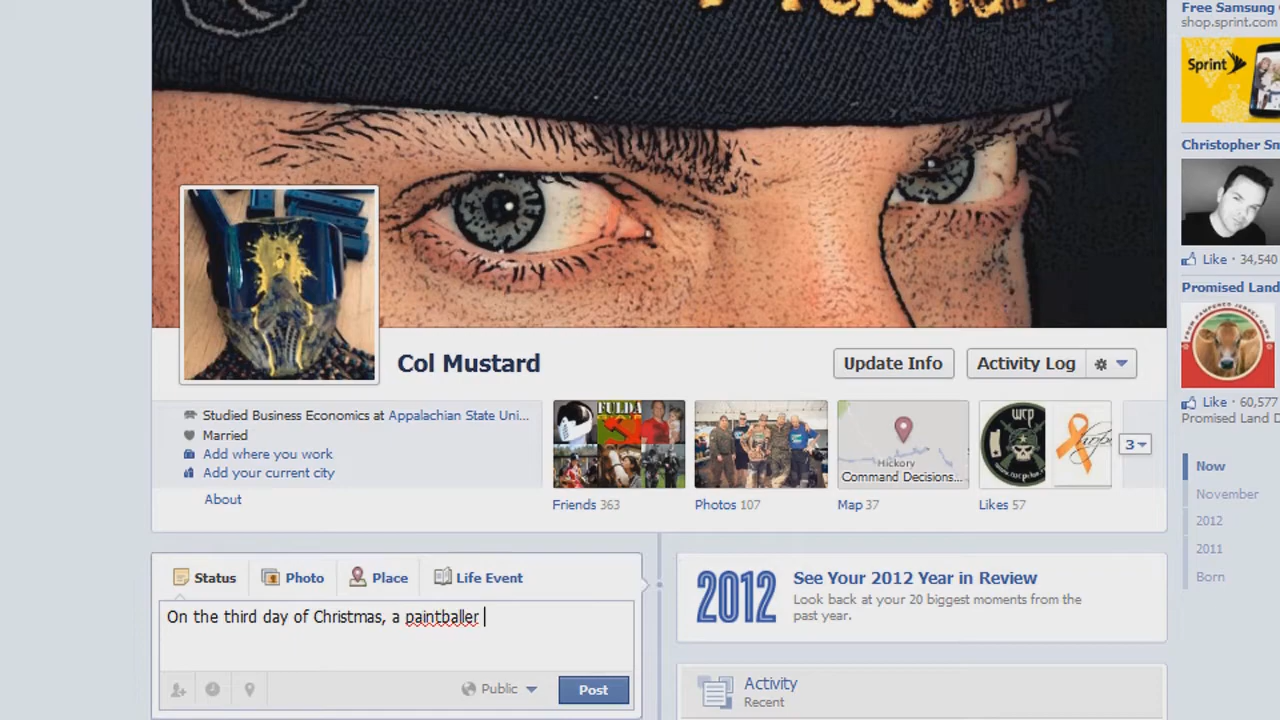 Free Samsung
shop.sprint.com
Sprint
Christopher Sm
Like · 34,540
Promised Land
Like · 60,577
Promised Land D
Col Mustard
Update Info
Activity Log
Studied Business Economics at Appalachian State Uni...
Married
Add where you work
Add your current city
About
FULDA
Friends 363
Photos 107
Hickory
Command Decisions...
Map 37
wcp
hope
Likes 57
3
Now
November
2012
2011
Born
Status
Photo
Place
Life Event
On the third day of Christmas, a paintballer
Public
Post
2012
See Your 2012 Year in Review
Look back at your 20 biggest moments from the
past year.
Activity
Recent